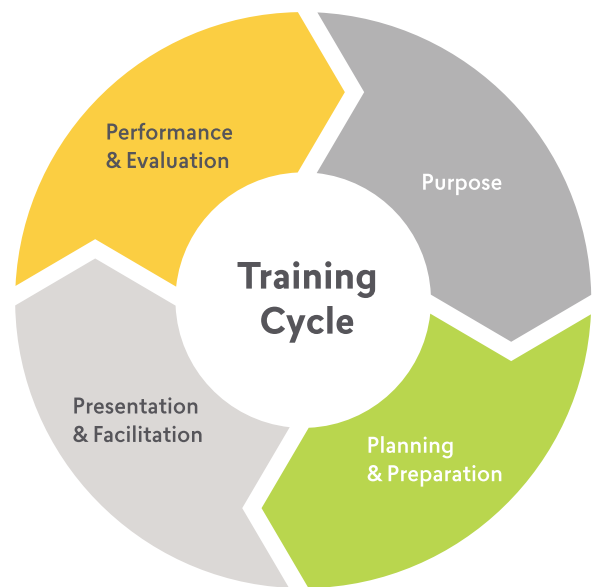 Performance
& Evaluation
Purpose
Training
Cycle
Presentation
& Facilitation
Planning
& Preparation